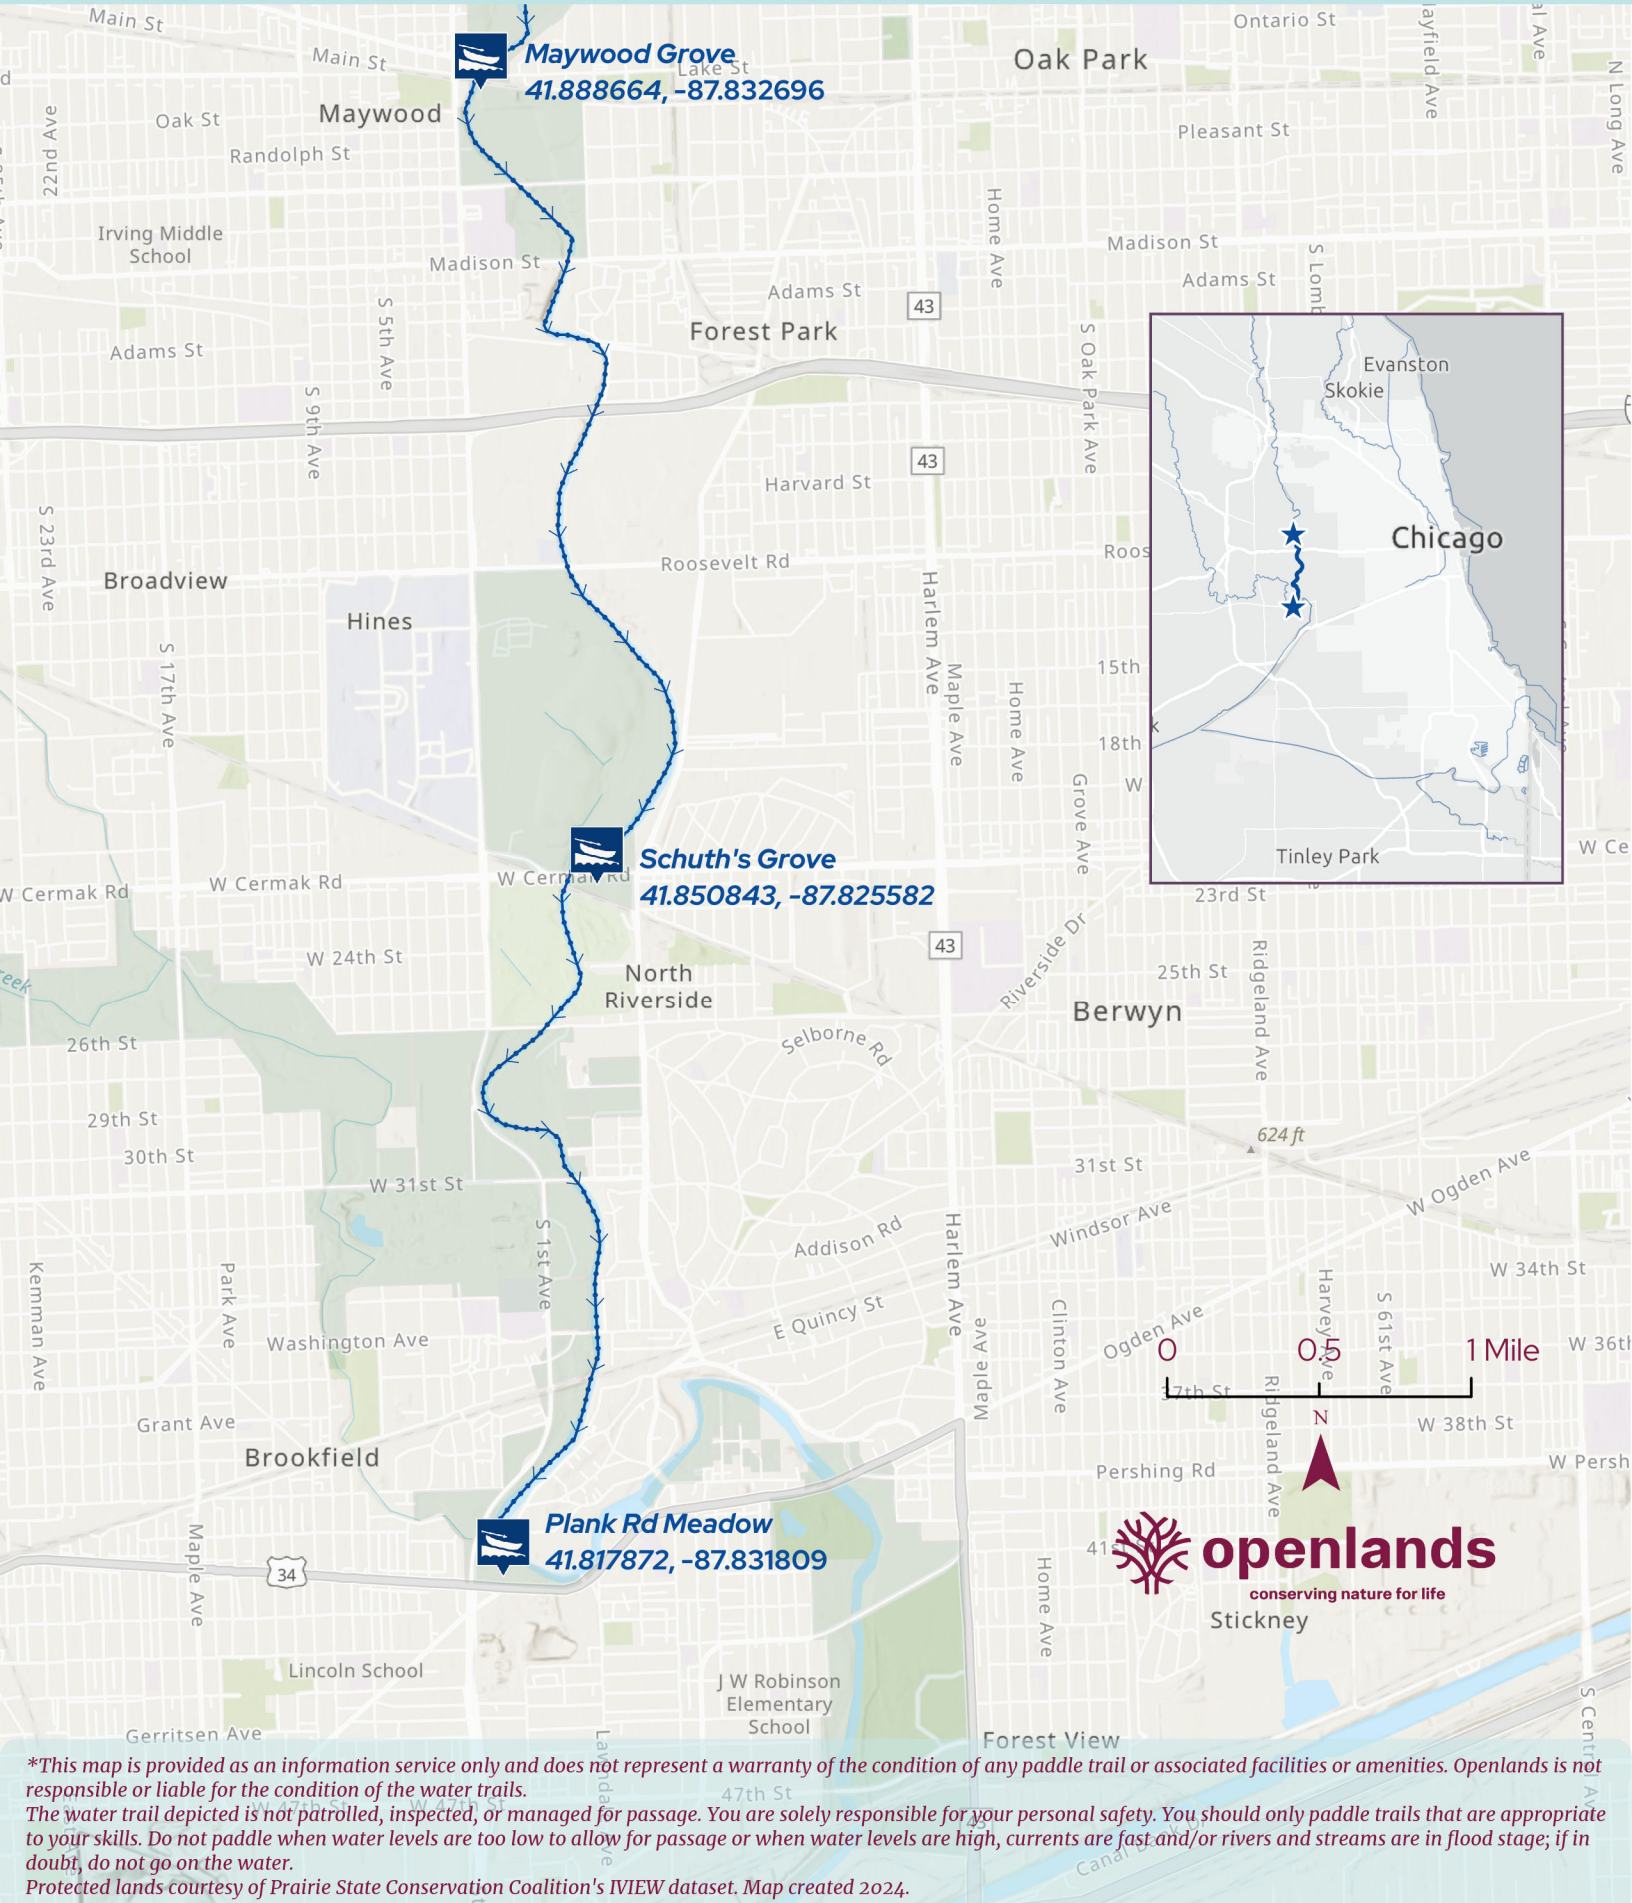 Main St
Main St
Maywood Grove
41.888664, -87.832696
Lake St
Oak Park
Ontario St
N Long Ave
Maywood
Oak St
22nd Ave
Randolph St
Pleasant St
Irving Middle
School
Madison St
Home Ave
Madison St
Adams St
Adams St
43
S 5th Ave
Forest Park
Adams St
S Oak Park Ave
S 9th Ave
Evanston
Skokie
Chicago
Tinley Park
43
Harvard St
S 23rd Ave
Roosevelt Rd
Broadview
Hines
Harlem Ave
S 17th Ave
Maple Ave
Home Ave
15th
18th
W
Grove Ave
Schuth's Grove
41.850843, -87.825582
W Cermak Rd
W Cermak Rd
W Cermak Rd
W Ce
23rd St
W 24th St
North
Riverside
43
Riverside Dr
25th St
Ridgeland Ave
Berwyn
26th St
Selborne Rd
29th St
30th St
624 ft
31st St
W 31st St
W Ogden Ave
Windsor Ave
S 1st Ave
Addison Rd
Harlem Ave
Kemman Ave
Park Ave
W 34th St
Harvey Ave
S 61st Ave
E Quincy St
Clinton Ave
Maple Ave
Ogden Ave
Washington Ave
0 0.5 1 Mile
37th St
Ridgeland Ave
N
Grant Ave
W 38th St
Brookfield
Pershing Rd
W Persh
Plank Rd Meadow
41.817872, -87.831809
Maple Ave
34
41st
openlands
conserving nature for life
Home Ave
Stickney
Lincoln School
J W Robinson
Elementary
School
Gerritsen Ave
Forest View
*This map is provided as an information service only and does not represent a warranty of the condition of any paddle trail or associated facilities or amenities. Openlands is not
responsible or liable for the condition of the water trails.
W 47th St
W 47th St
47th St
The water trail depicted is not patrolled, inspected, or managed for passage. You are solely responsible for your personal safety. You should only paddle trails that are appropriate
to your skills. Do not paddle when water levels are too low to allow for passage or when water levels are high, currents are fast and/or rivers and streams are in flood stage; if in
doubt, do not go on the water.
Protected lands courtesy of Prairie State Conservation Coalition's IVIEW dataset. Map created 2024.